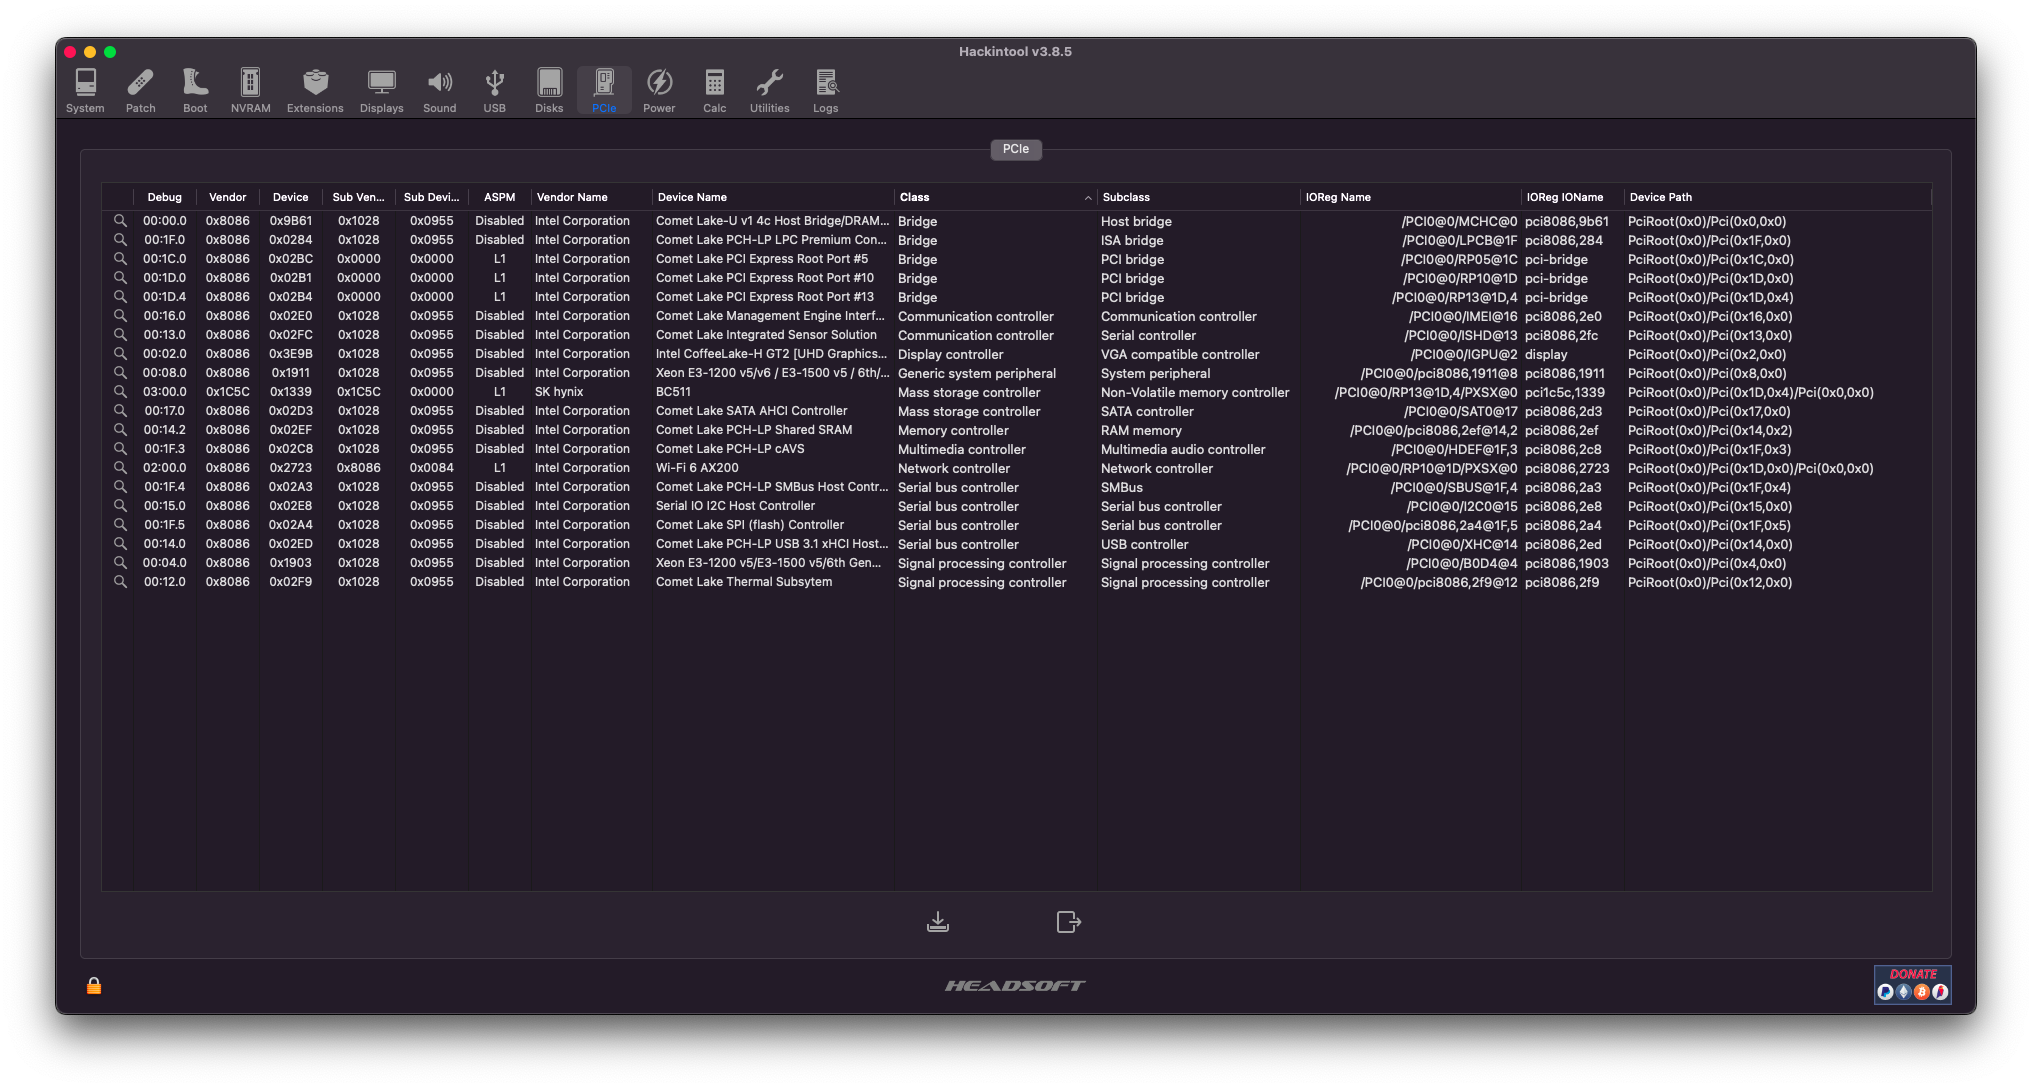 Hackintool v3.8.5
System Patch Boot NVRAM Extensions Displays Sound USB Disks PCIe Power Calc Utilities Logs
PCIe
Debug Vendor Device Sub Ven... Sub Devi... ASPM Vendor Name Device Name Class Subclass IOReg Name IOReg IOName Device Path
00:00.0 0x8086 0x9B61 0x1028 0x0955 Disabled Intel Corporation Comet Lake-U v1 4c Host Bridge/DRAM... Bridge Host bridge /PCI0@0/MCHC@0 pci8086,9b61 PciRoot(0x0)/Pci(0x0,0x0)
00:1F.0 0x8086 0x0284 0x1028 0x0955 Disabled Intel Corporation Comet Lake PCH-LP LPC Premium Con... Bridge ISA bridge /PCI0@0/LPCB@1F pci8086,284 PciRoot(0x0)/Pci(0x1F,0x0)
00:1C.0 0x8086 0x02BC 0x0000 0x0000 L1 Intel Corporation Comet Lake PCI Express Root Port #5 Bridge PCI bridge /PCI0@0/RP05@1C pci-bridge PciRoot(0x0)/Pci(0x1C,0x0)
00:1D.0 0x8086 0x02B1 0x0000 0x0000 L1 Intel Corporation Comet Lake PCI Express Root Port #10 Bridge PCI bridge /PCI0@0/RP10@1D pci-bridge PciRoot(0x0)/Pci(0x1D,0x0)
00:1D.4 0x8086 0x02B4 0x0000 0x0000 L1 Intel Corporation Comet Lake PCI Express Root Port #13 Bridge PCI bridge /PCI0@0/RP13@1D,4 pci-bridge PciRoot(0x0)/Pci(0x1D,0x4)
00:16.0 0x8086 0x02E0 0x1028 0x0955 Disabled Intel Corporation Comet Lake Management Engine Interf... Communication controller Communication controller /PCI0@0/IMEI@16 pci8086,2e0 PciRoot(0x0)/Pci(0x16,0x0)
00:13.0 0x8086 0x02FC 0x1028 0x0955 Disabled Intel Corporation Comet Lake Integrated Sensor Solution Communication controller Serial controller /PCI0@0/ISHD@13 pci8086,2fc PciRoot(0x0)/Pci(0x13,0x0)
00:02.0 0x8086 0x3E9B 0x1028 0x0955 Disabled Intel Corporation Intel CoffeeLake-H GT2 [UHD Graphics... Display controller VGA compatible controller /PCI0@0/IGPU@2 display PciRoot(0x0)/Pci(0x2,0x0)
00:08.0 0x8086 0x1911 0x1028 0x0955 Disabled Intel Corporation Xeon E3-1200 v5/v6 / E3-1500 v5 / 6th/... Generic system peripheral System peripheral /PCI0@0/pci8086,1911@8 pci8086,1911 PciRoot(0x0)/Pci(0x8,0x0)
03:00.0 0x1C5C 0x1339 0x1C5C 0x0000 L1 SK hynix BC511 Mass storage controller Non-Volatile memory controller /PCI0@0/RP13@1D,4/PXSX@0 pci1c5c,1339 PciRoot(0x0)/Pci(0x1D,0x4)/Pci(0x0,0x0)
00:17.0 0x8086 0x02D3 0x1028 0x0955 Disabled Intel Corporation Comet Lake SATA AHCI Controller Mass storage controller SATA controller /PCI0@0/SAT0@17 pci8086,2d3 PciRoot(0x0)/Pci(0x17,0x0)
00:14.2 0x8086 0x02EF 0x1028 0x0955 Disabled Intel Corporation Comet Lake PCH-LP Shared SRAM Memory controller RAM memory /PCI0@0/pci8086,2ef@14,2 pci8086,2ef PciRoot(0x0)/Pci(0x14,0x2)
00:1F.3 0x8086 0x02C8 0x1028 0x0955 Disabled Intel Corporation Comet Lake PCH-LP cAVS Multimedia controller Multimedia audio controller /PCI0@0/HDEF@1F,3 pci8086,2c8 PciRoot(0x0)/Pci(0x1F,0x3)
02:00.0 0x8086 0x2723 0x8086 0x0084 L1 Intel Corporation Wi-Fi 6 AX200 Network controller Network controller /PCI0@0/RP10@1D/PXSX@0 pci8086,2723 PciRoot(0x0)/Pci(0x1D,0x0)/Pci(0x0,0x0)
00:1F.4 0x8086 0x02A3 0x1028 0x0955 Disabled Intel Corporation Comet Lake PCH-LP SMBus Host Contr... Serial bus controller SMBus /PCI0@0/SBUS@1F,4 pci8086,2a3 PciRoot(0x0)/Pci(0x1F,0x4)
00:15.0 0x8086 0x02E8 0x1028 0x0955 Disabled Intel Corporation Serial IO I2C Host Controller Serial bus controller Serial bus controller /PCI0@0/I2C0@15 pci8086,2e8 PciRoot(0x0)/Pci(0x15,0x0)
00:1F.5 0x8086 0x02A4 0x1028 0x0955 Disabled Intel Corporation Comet Lake SPI (flash) Controller Serial bus controller Serial bus controller /PCI0@0/pci8086,2a4@1F,5 pci8086,2a4 PciRoot(0x0)/Pci(0x1F,0x5)
00:14.0 0x8086 0x02ED 0x1028 0x0955 Disabled Intel Corporation Comet Lake PCH-LP USB 3.1 xHCI Host... Serial bus controller USB controller /PCI0@0/XHC@14 pci8086,2ed PciRoot(0x0)/Pci(0x14,0x0)
00:04.0 0x8086 0x1903 0x1028 0x0955 Disabled Intel Corporation Xeon E3-1200 v5/E3-1500 v5/6th Gen... Signal processing controller Signal processing controller /PCI0@0/B0D4@4 pci8086,1903 PciRoot(0x0)/Pci(0x4,0x0)
00:12.0 0x8086 0x02F9 0x1028 0x0955 Disabled Intel Corporation Comet Lake Thermal Subsytem Signal processing controller Signal processing controller /PCI0@0/pci8086,2f9@12 pci8086,2f9 PciRoot(0x0)/Pci(0x12,0x0)
HEADSOFT
DONATE